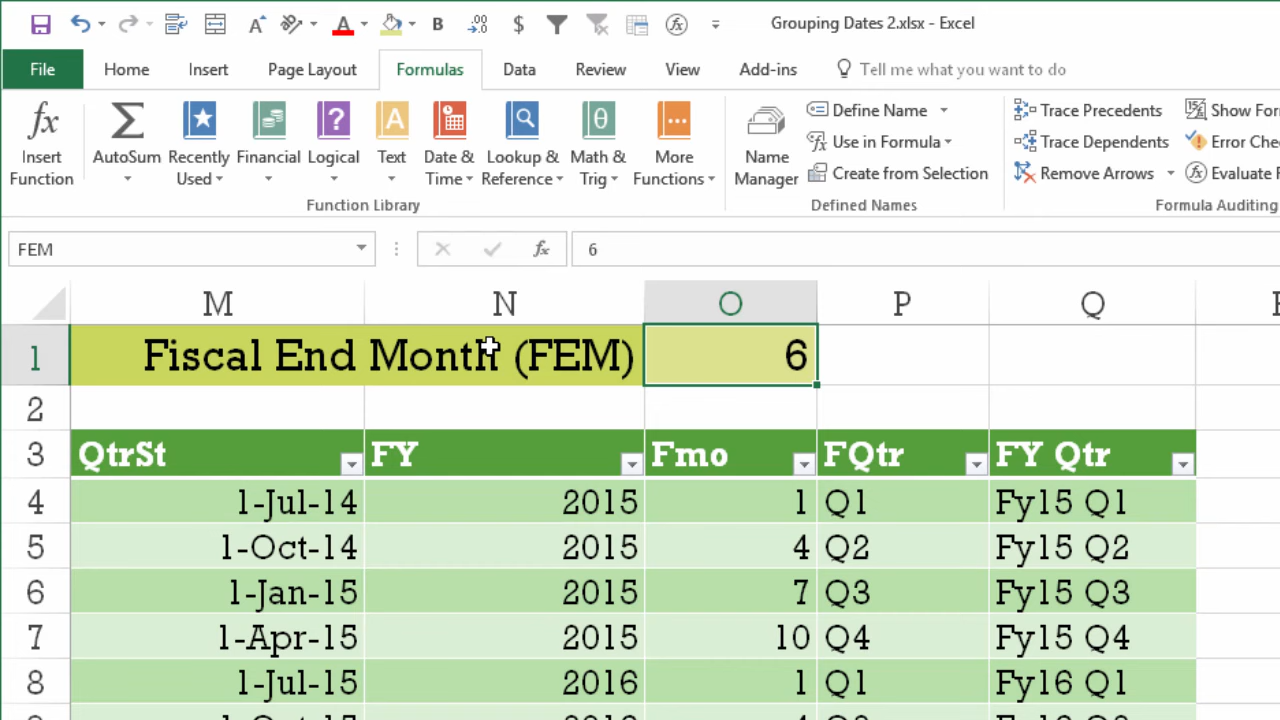 Grouping Dates 2.xlsx - Excel
File Home Insert Page Layout Formulas Data Review View Add-ins Tell me what you want to do
Insert Function
AutoSum
Recently Used
Financial
Logical
Text
Date & Time
Lookup & Reference
Math & Trig
More Functions
Name Manager
Define Name
Use in Formula
Create from Selection
Trace Precedents
Trace Dependents
Remove Arrows
Show For
Error Che
Evaluate F
Function Library Defined Names Formula Auditing
FEM fx 6
M N O P Q
1 Fiscal End Month (FEM) 6
2
3 QtrSt FY Fmo FQtr FY Qtr
4 1-Jul-14 2015 1 Q1 Fy15 Q1
5 1-Oct-14 2015 4 Q2 Fy15 Q2
6 1-Jan-15 2015 7 Q3 Fy15 Q3
7 1-Apr-15 2015 10 Q4 Fy15 Q4
8 1-Jul-15 2016 1 Q1 Fy16 Q1